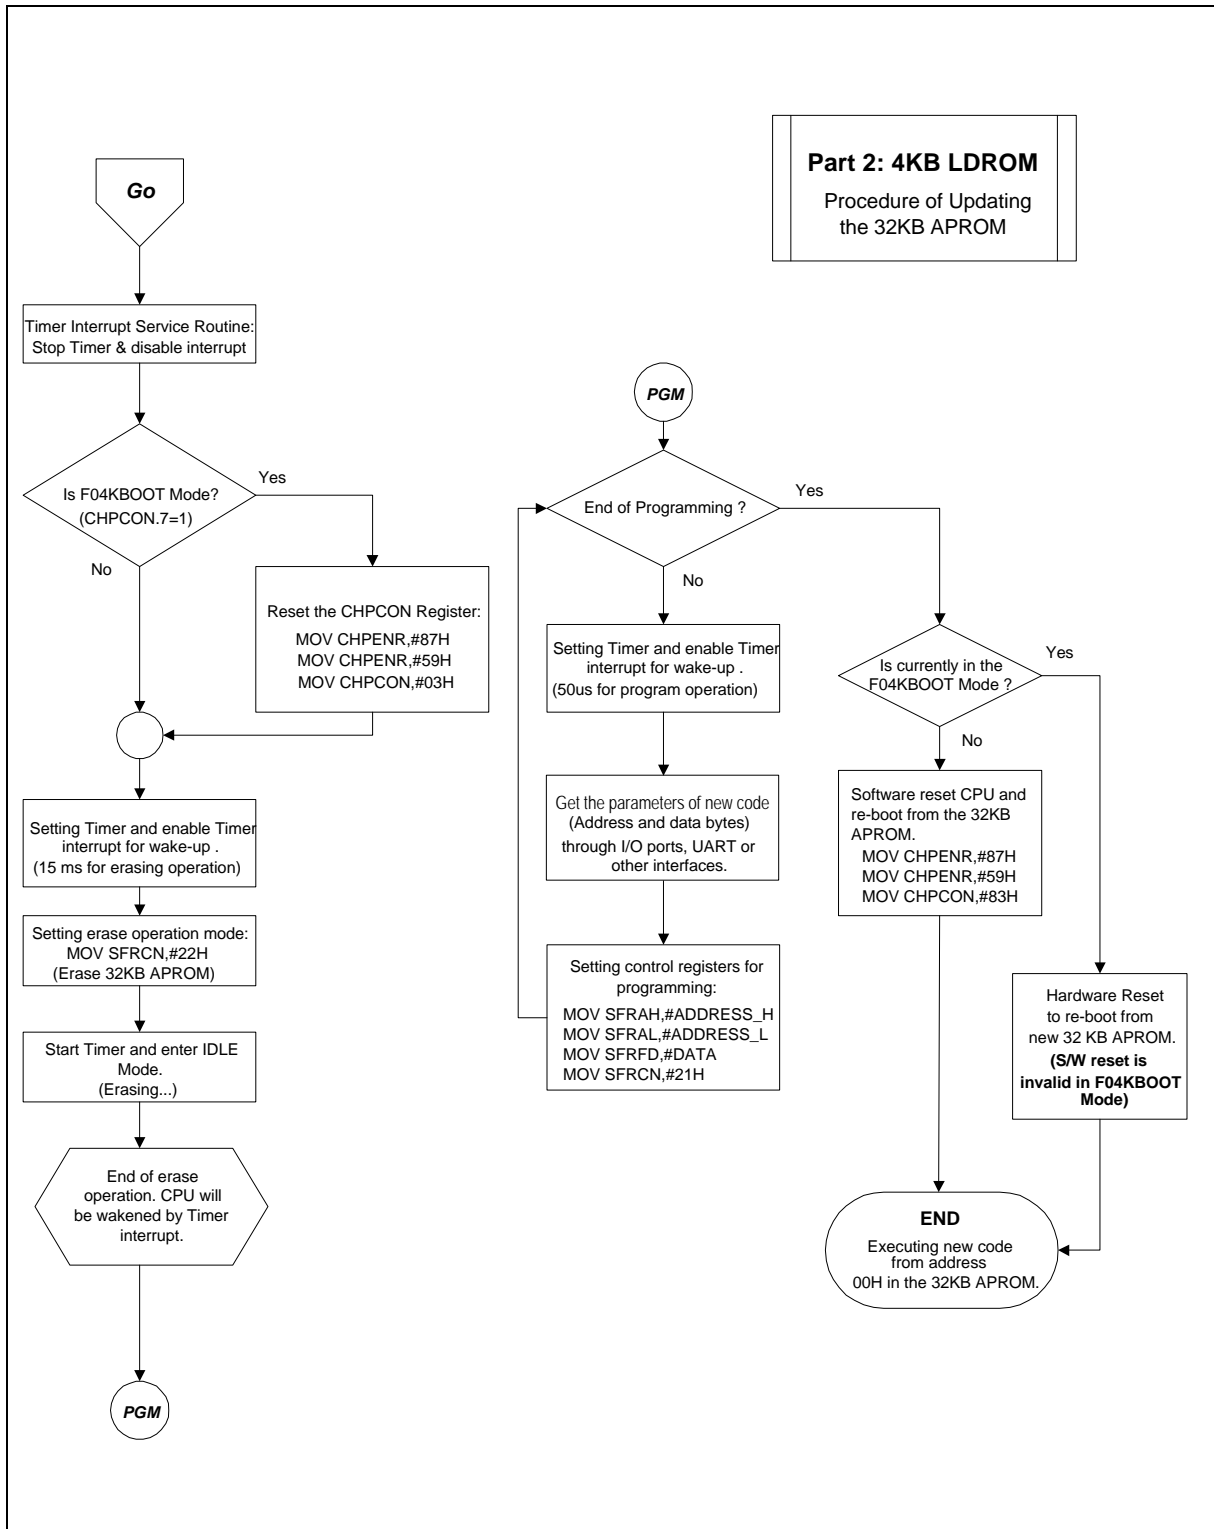 Part 2: 4KB LDROM
Procedure of Updating
the 32KB APROM
Go
Timer Interrupt Service Routine:
Stop Timer & disable interrupt
Is F04KBOOT Mode?
(CHPCON.7=1)
Yes
No
Reset the CHPCON Register:
MOV CHPENR,#87H
MOV CHPENR,#59H
MOV CHPCON,#03H
Setting Timer and enable Timer
interrupt for wake-up .
(15 ms for erasing operation)
Setting erase operation mode:
MOV SFRCN,#22H
(Erase 32KB APROM)
Start Timer and enter IDLE
Mode.
(Erasing...)
End of erase
operation. CPU will
be wakened by Timer
interrupt.
PGM
PGM
End of Programming ?
Yes
No
Setting Timer and enable Timer
interrupt for wake-up .
(50us for program operation)
Get the parameters of new code
(Address and data bytes)
through I/O ports, UART or
other interfaces.
Setting control registers for
programming:
MOV SFRAH,#ADDRESS_H
MOV SFRAL,#ADDRESS_L
MOV SFRFD,#DATA
MOV SFRCN,#21H
Is currently in the
F04KBOOT Mode ?
Yes
No
Software reset CPU and
re-boot from the 32KB
APROM.
MOV CHPENR,#87H
MOV CHPENR,#59H
MOV CHPCON,#83H
Hardware Reset
to re-boot from
new 32 KB APROM.
(S/W reset is
invalid in F04KBOOT
Mode)
END
Executing new code
from address
00H in the 32KB APROM.